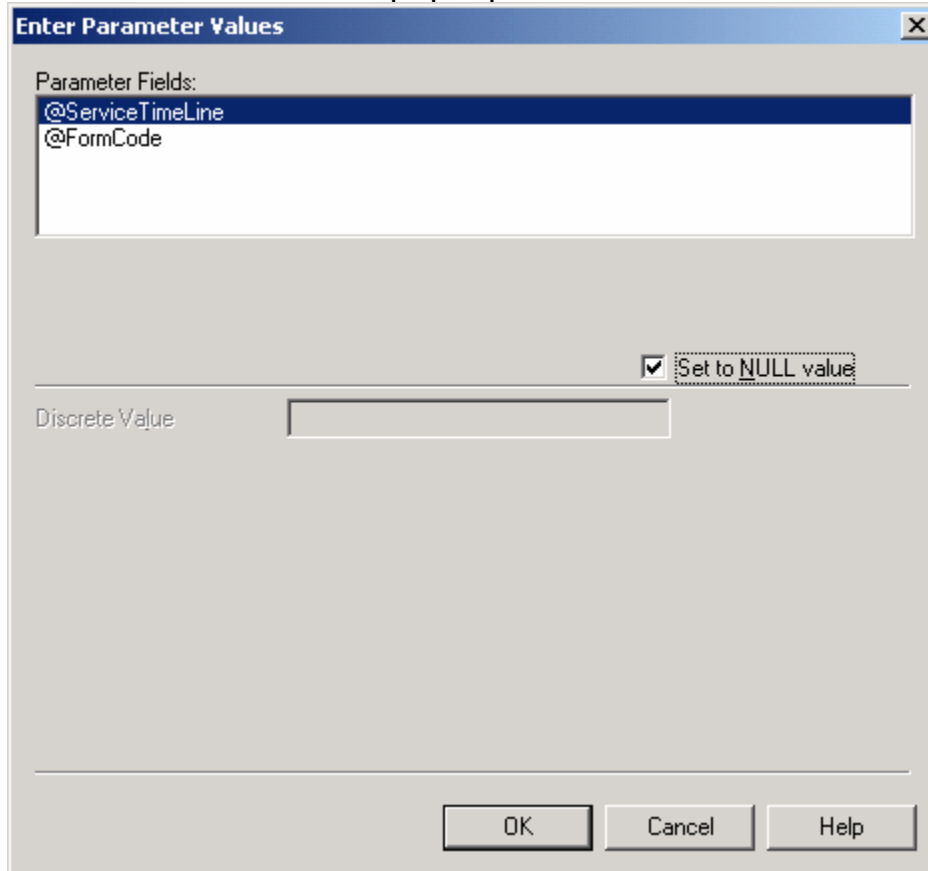 Enter Parameter Values
Parameter Fields:
@ServiceTimeLine
@FormCode
Set to NULL value
Discrete Value
OK Cancel Help